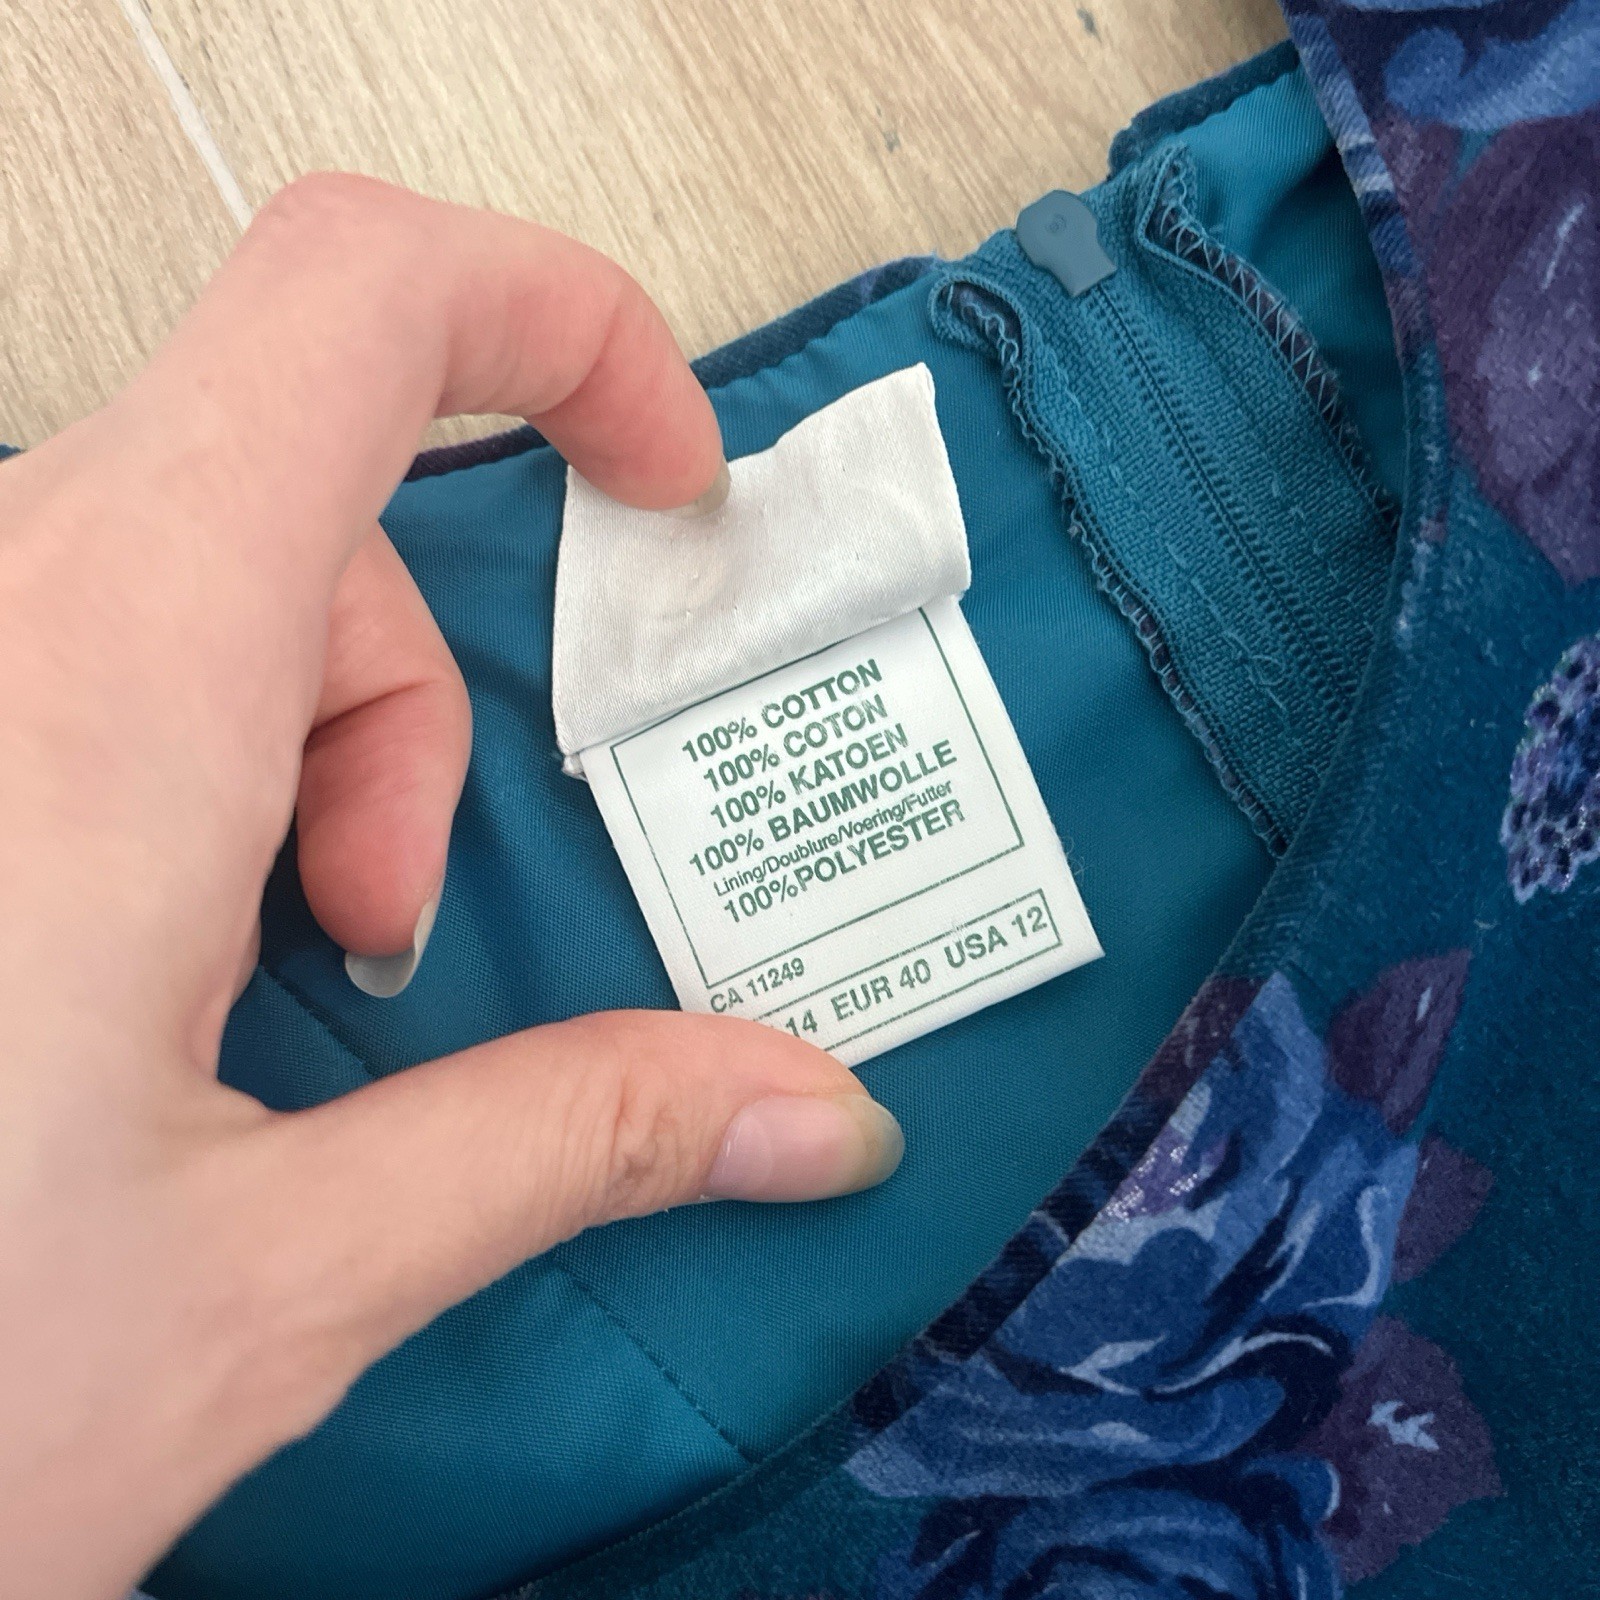 100% COTTON
100% COTON
100% KATOEN
100% BAUMWOLLE
Lining/Doublure/Voering/Futter
100%POLYESTER
CA 11249
14 EUR 40 USA 12